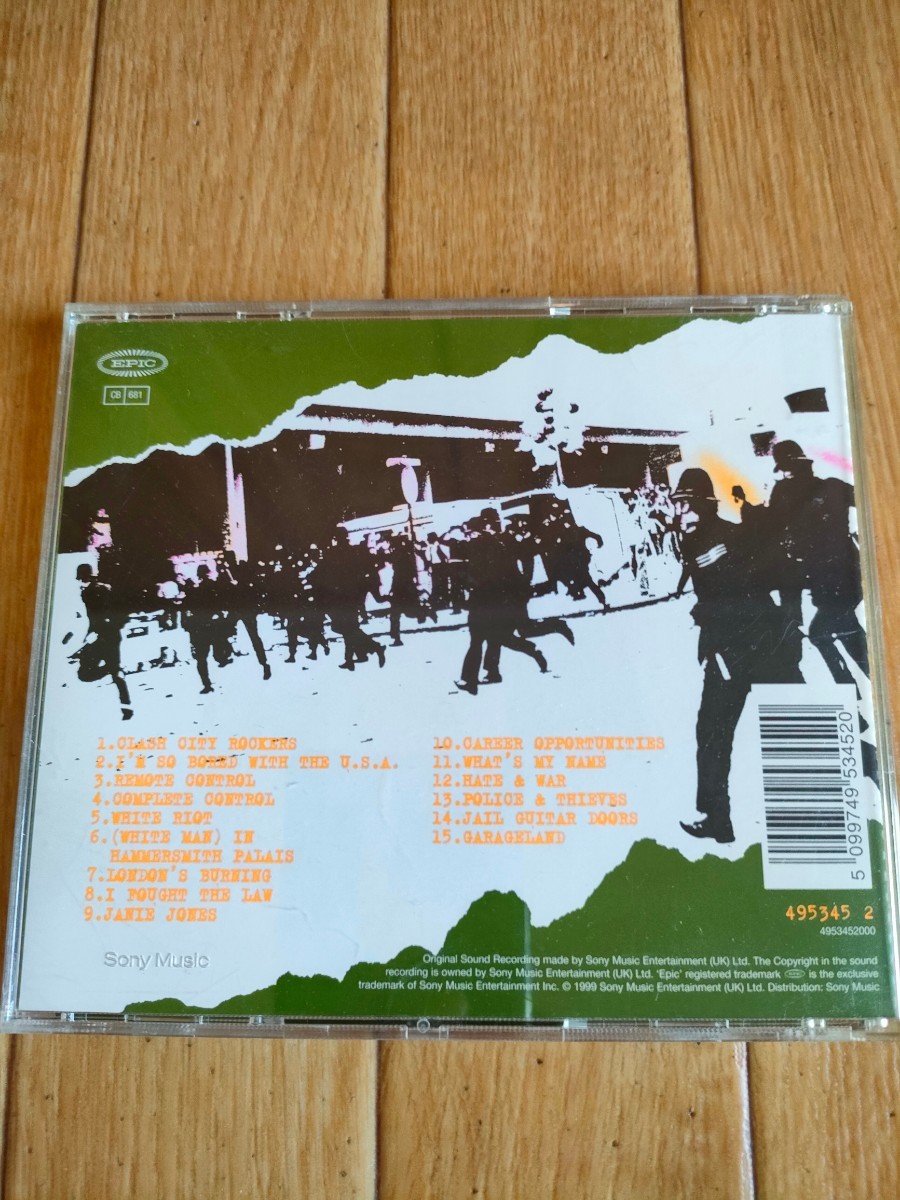 EPIC
CB 681
1.CLASH CITY ROCKERS
2.I'M SO BORED WITH THE U.S.A.
3.REMOTE CONTROL
4.COMPLETE CONTROL
5.WHITE RIOT
6.(WHITE MAN) IN
HAMMERSMITH PALAIS
7.LONDON'S BURNING
8.I FOUGHT THE LAW
9.JANIE JONES
10.CAREER OPPORTUNITIES
11.WHAT'S MY NAME
12.HATE & WAR
13.POLICE & THIEVES
14.JAIL GUITAR DOORS
15.GARAGELAND
5 099749 534520
495345 2
4953452000
Sony Music
Original Sound Recording made by Sony Music Entertainment (UK) Ltd. The Copyright in the sound
recording is owned by Sony Music Entertainment (UK) Ltd. 'Epic' registered trademark EPIC is the exclusive
trademark of Sony Music Entertainment Inc. © 1999 Sony Music Entertainment (UK) Ltd. Distribution: Sony Music